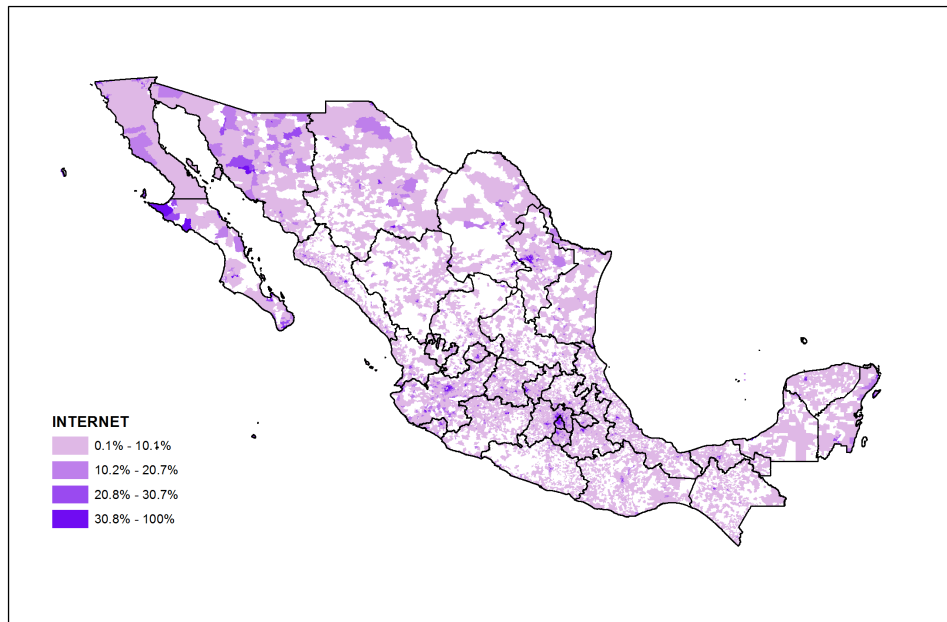 INTERNET
0.1% - 10.1%
10.2% - 20.7%
20.8% - 30.7%
30.8% - 100%